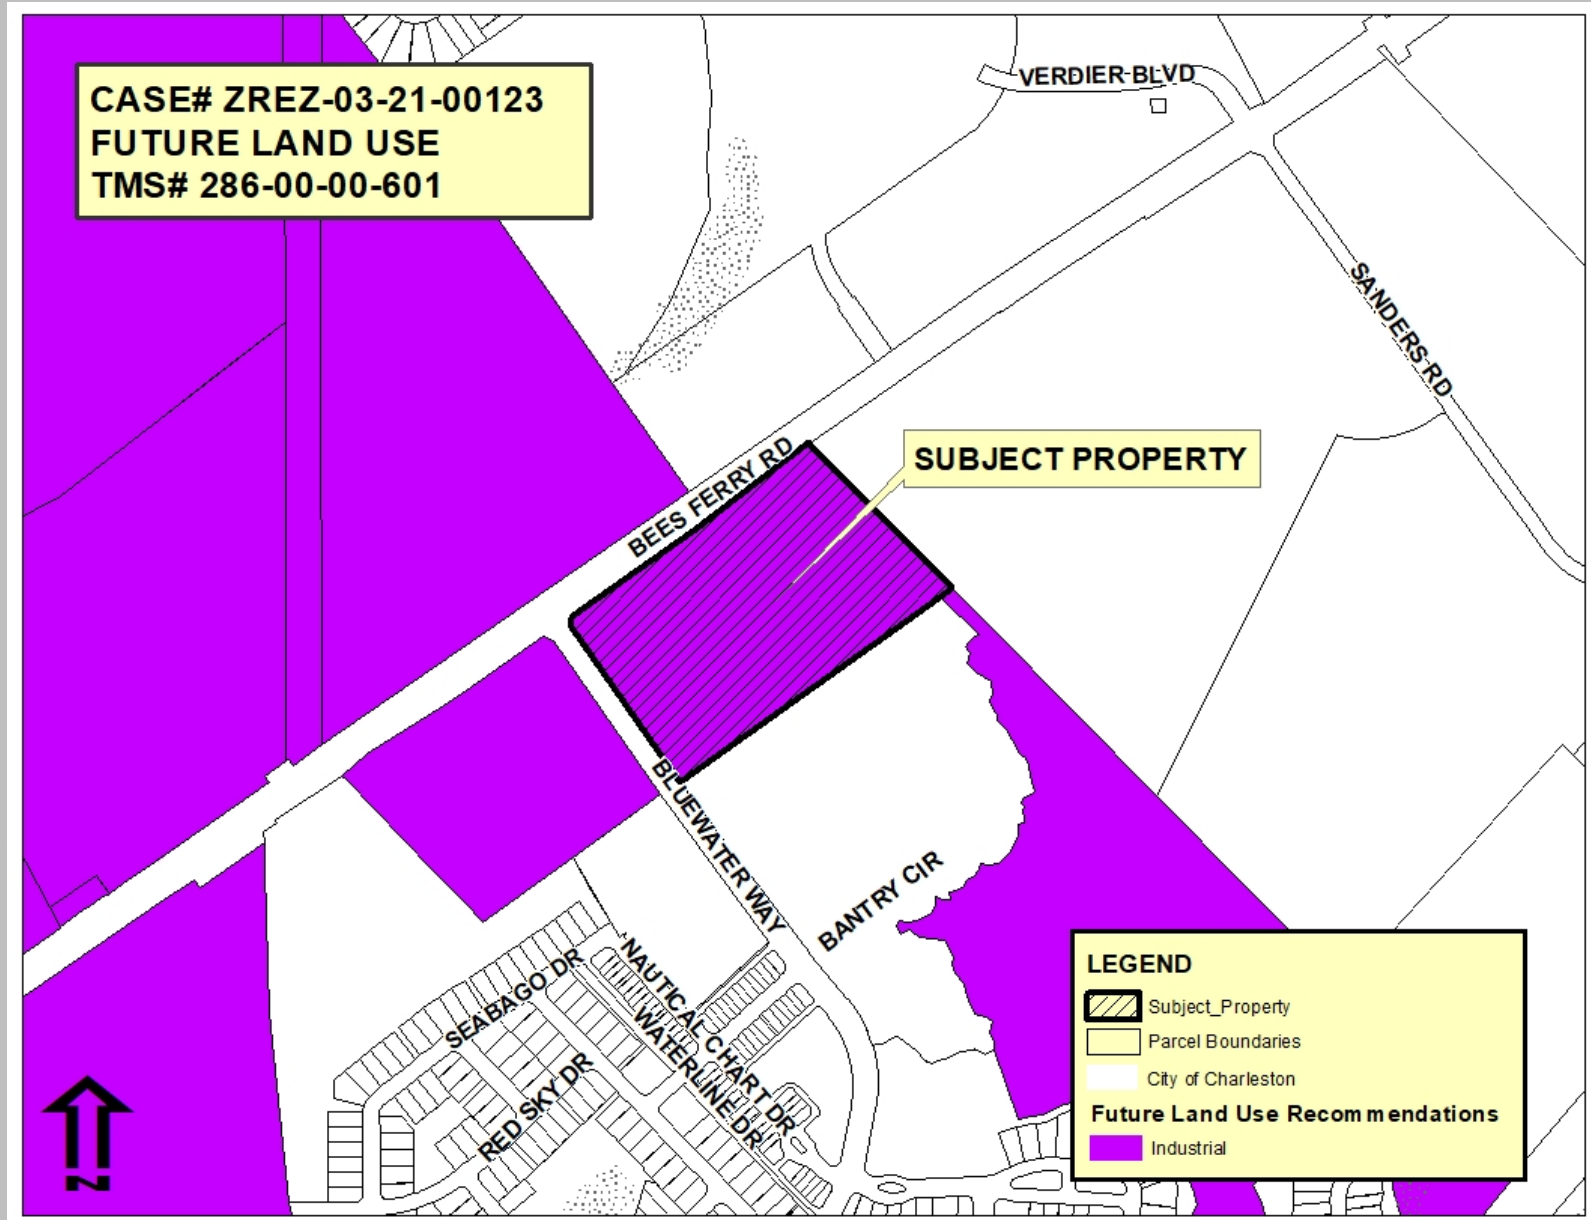 CASE# ZREZ-03-21-00123
FUTURE LAND USE
TMS# 286-00-00-601
VERDIER BLVD
SANDERS RD
BEES FERRY RD
SUBJECT PROPERTY
BLUEWATER WAY
BANTRY CIR
SEABAGO DR
NAUTICAL CHART DR
WATERLINE DR
RED SKY DR
N
LEGEND
Subject_Property
Parcel Boundaries
City of Charleston
Future Land Use Recommendations
Industrial